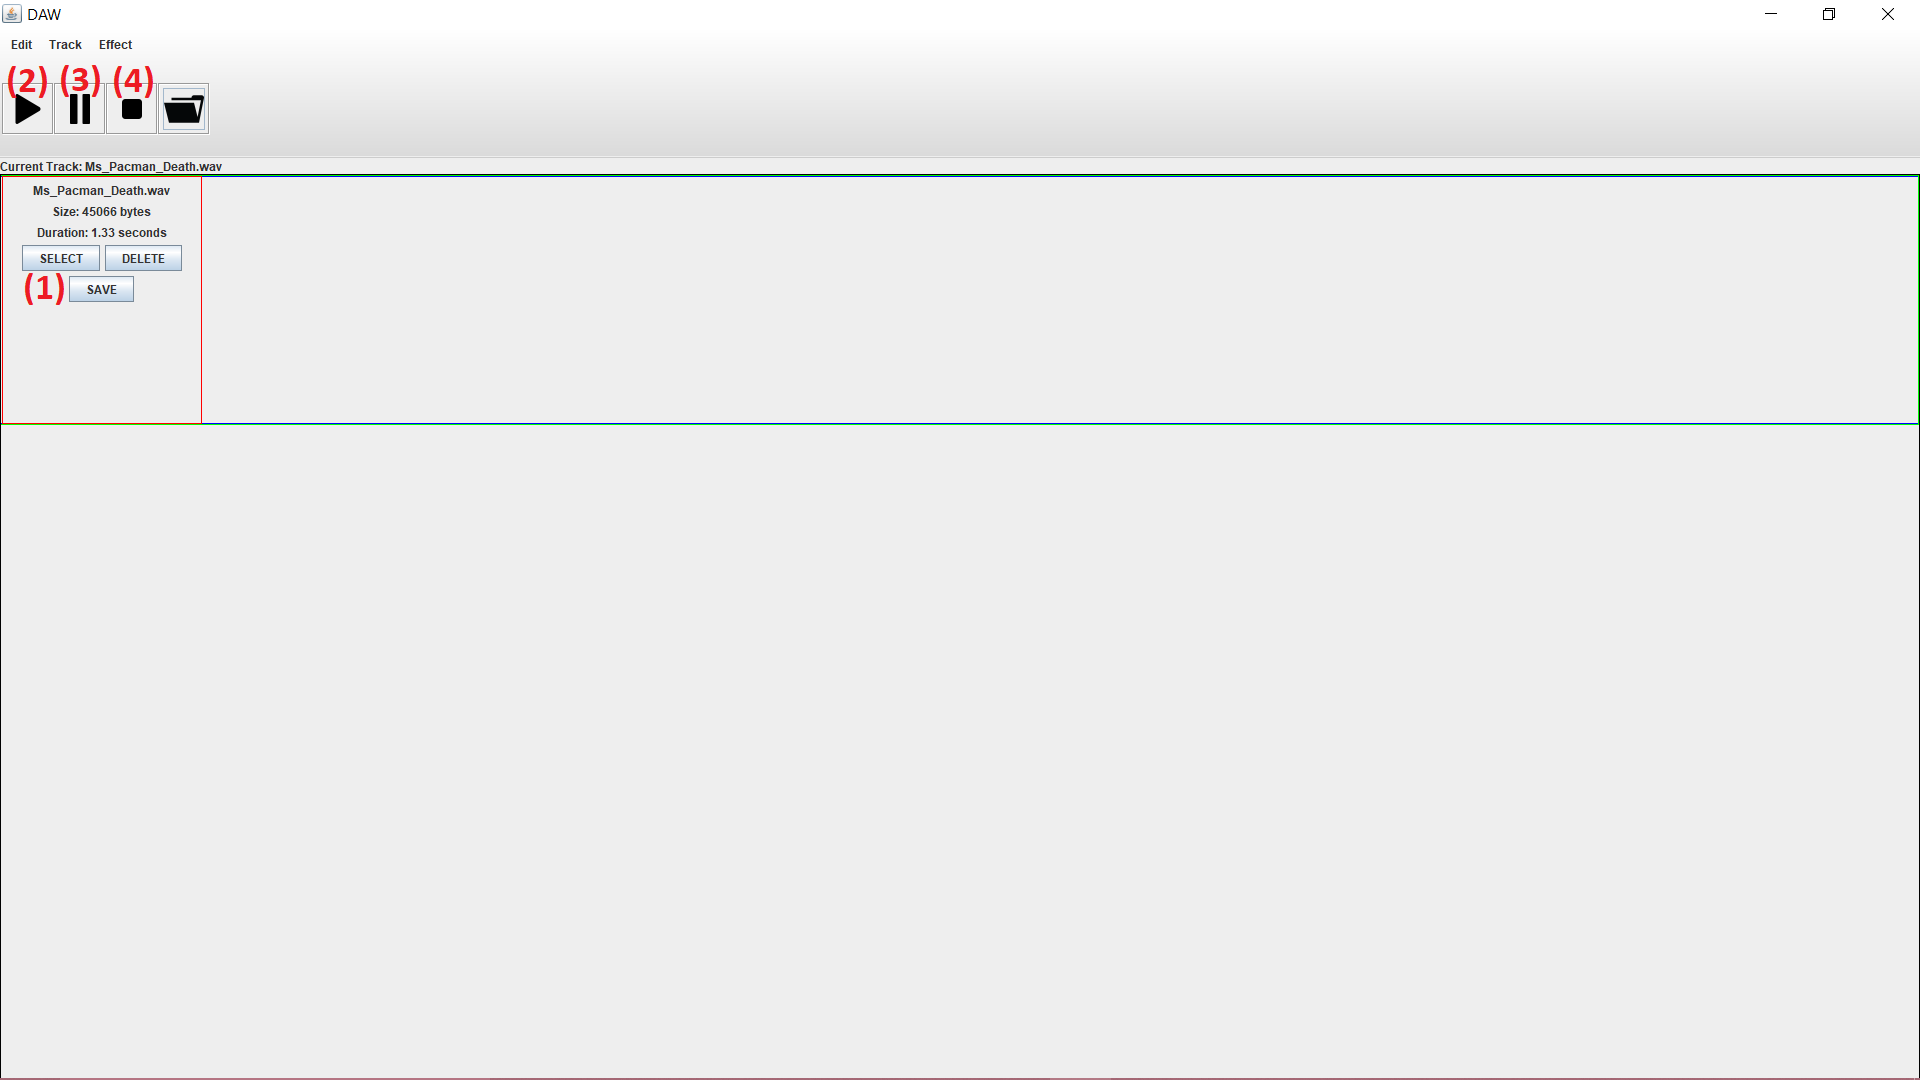 DAW
Edit Track Effect
(2) (3) (4)
Current Track: Ms_Pacman_Death.wav
Ms_Pacman_Death.wav
Size: 45066 bytes
Duration: 1.33 seconds
SELECT DELETE
(1) SAVE